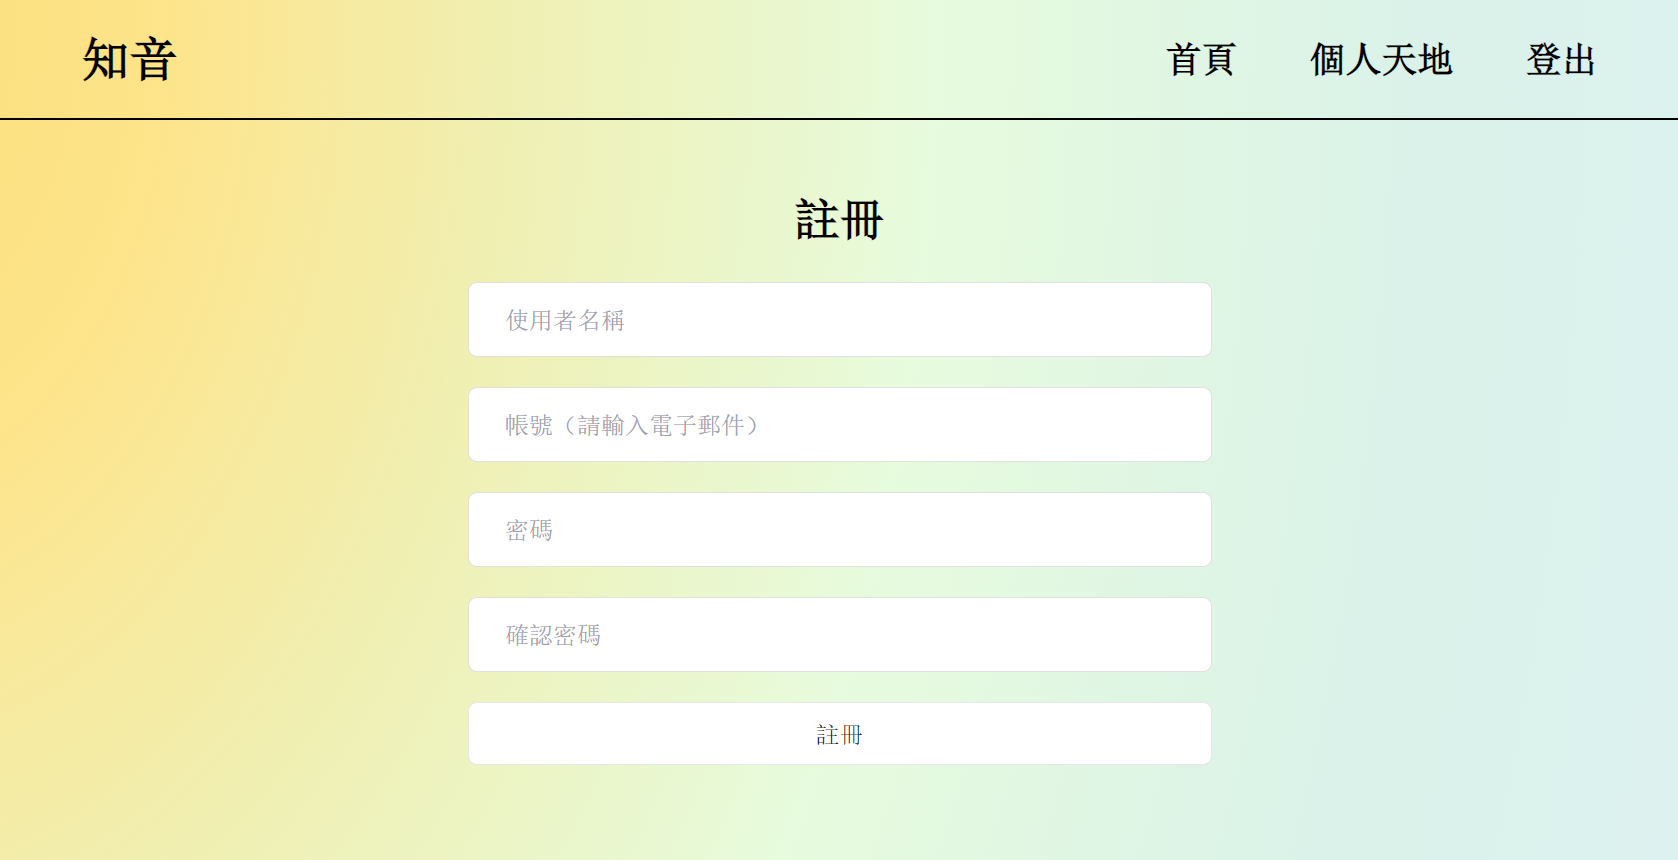 知音
首頁 個人天地 登出
註冊
使用者名稱
帳號（請輸入電子郵件）
密碼
確認密碼
註冊